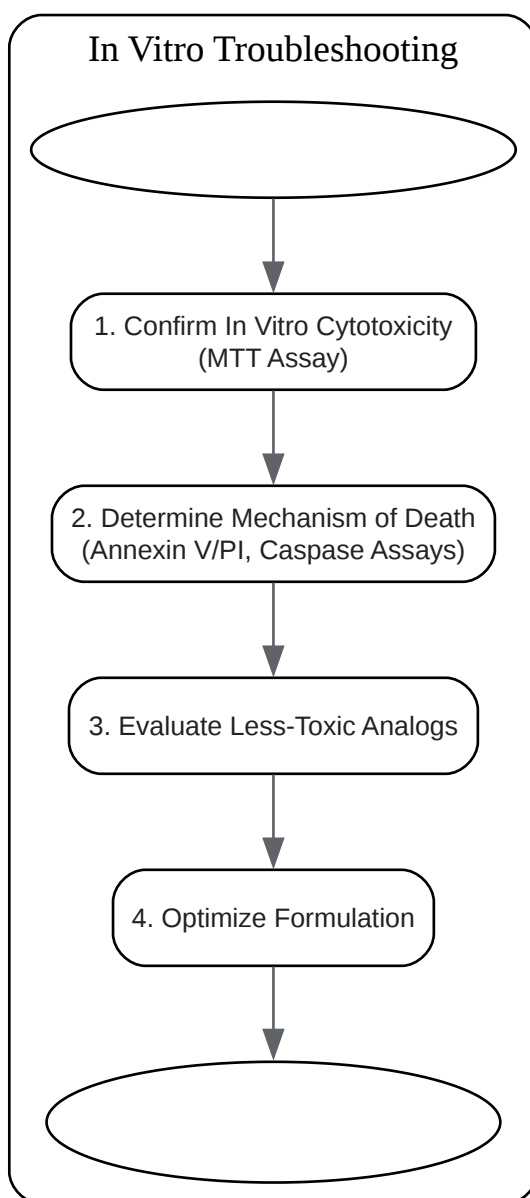 In Vitro Troubleshooting
1. Confirm In Vitro Cytotoxicity
(MTT Assay)
2. Determine Mechanism of Death
(Annexin V/PI, Caspase Assays)
3. Evaluate Less-Toxic Analogs
4. Optimize Formulation